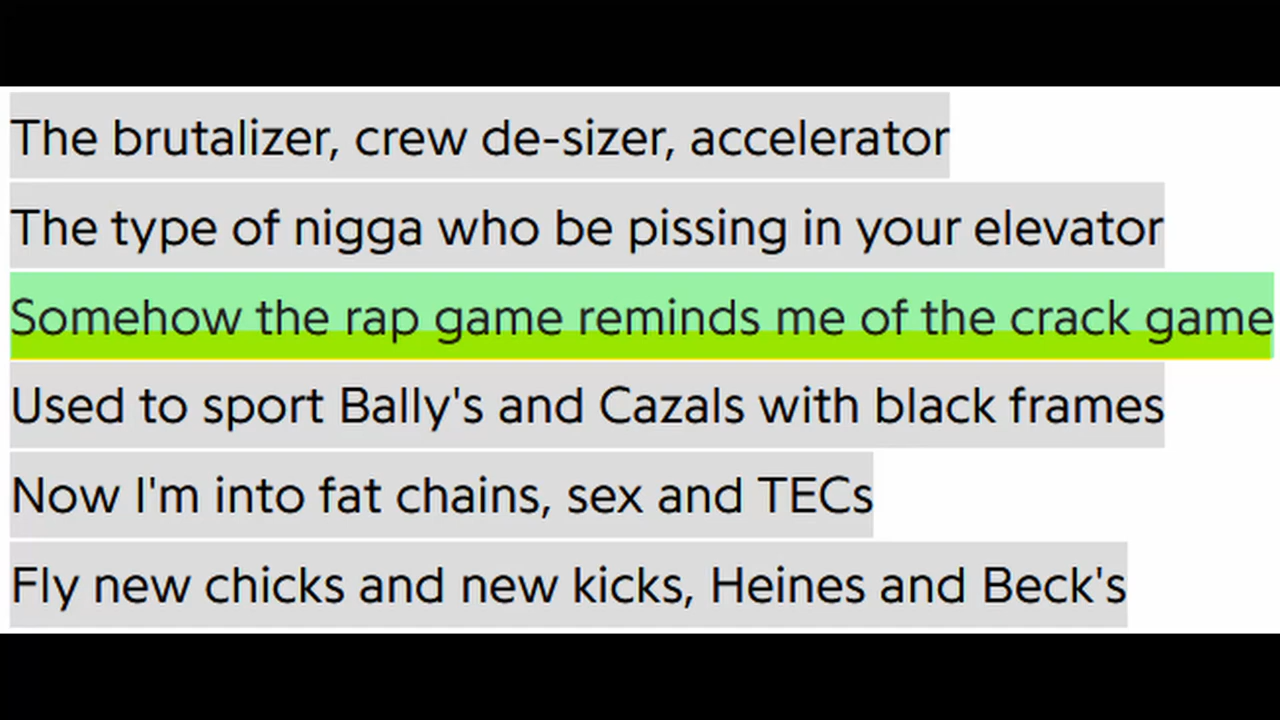 The brutalizer, crew de-sizer, accelerator
The type of nigga who be pissing in your elevator
Somehow the rap game reminds me of the crack game
Used to sport Bally's and Cazals with black frames
Now I'm into fat chains, sex and TECs
Fly new chicks and new kicks, Heines and Beck's